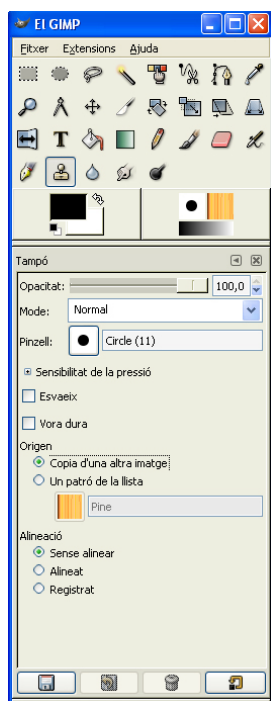 El GIMP
Fitxer Extensions Ajuda
Tampó
Opacitat: 100,0
Mode: Normal
Pinzell: Circle (11)
Sensibilitat de la pressió
Esvaeix
Vora dura
Origen
Copia d'una altra imatge
Un patró de la llista
Pine
Alineació
Sense alinear
Alineat
Registrat